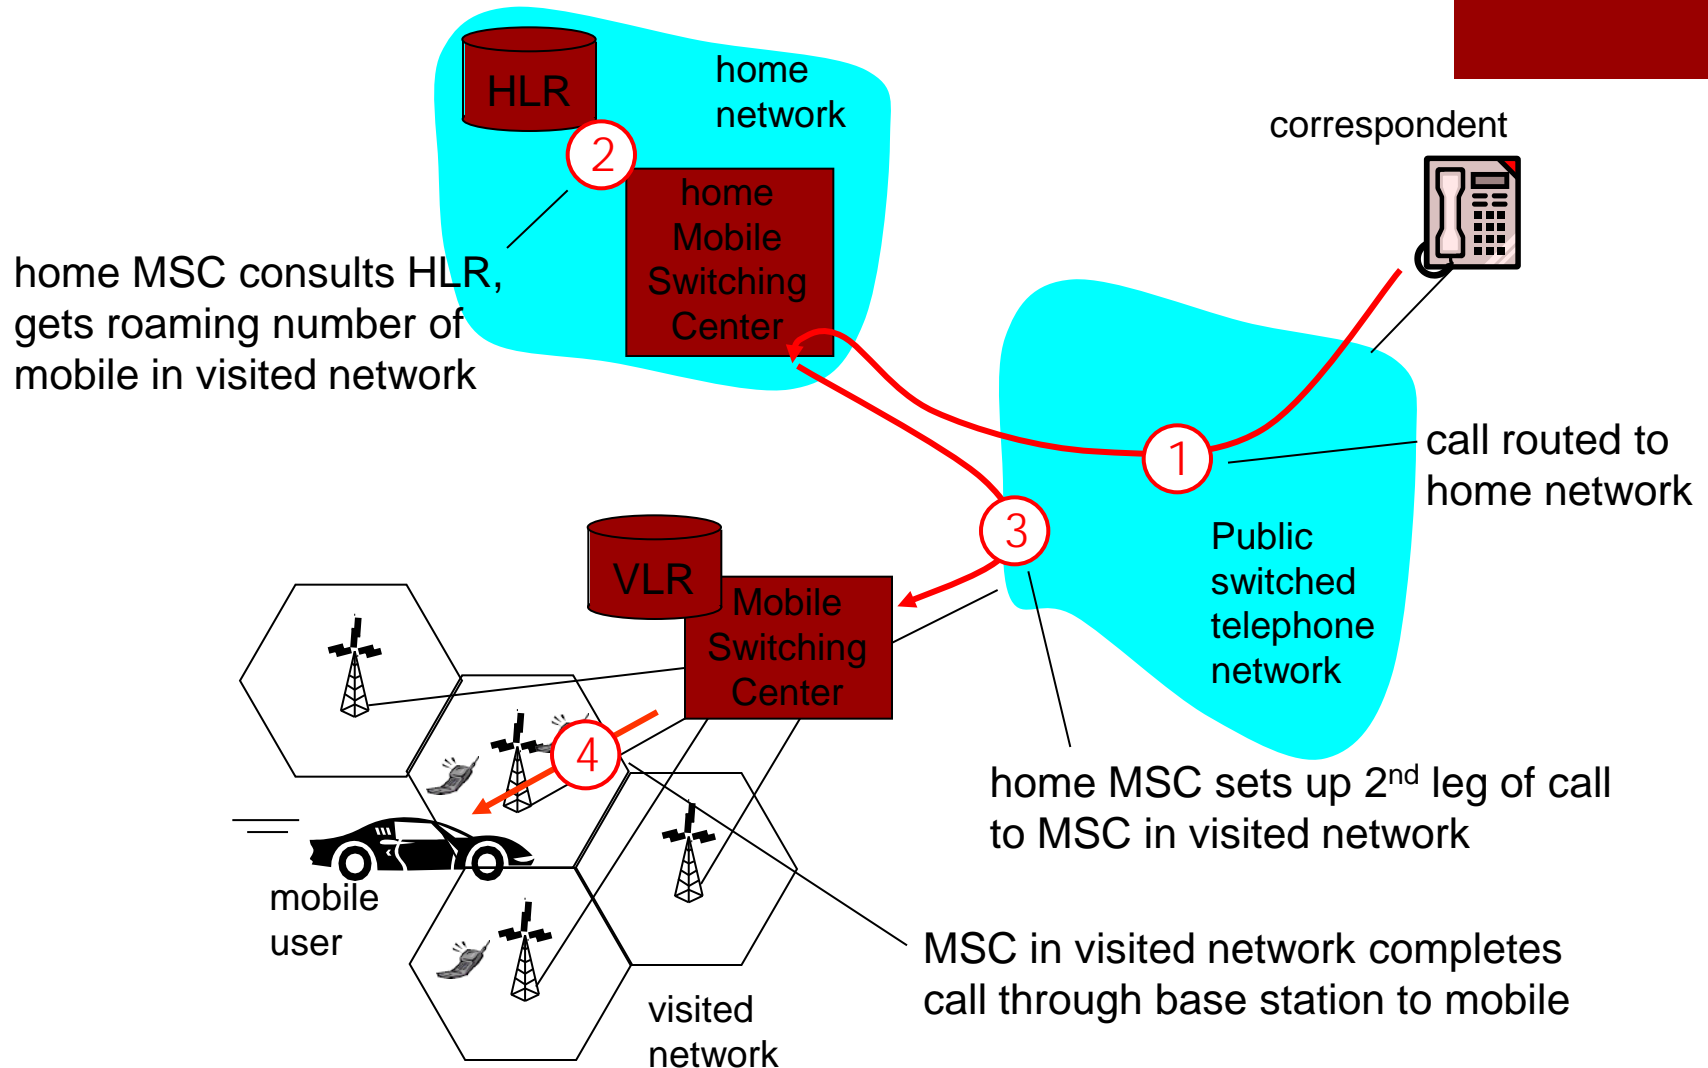 HLR
home
network
correspondent
2
home
Mobile
Switching
Center
home MSC consults HLR,
gets roaming number of
mobile in visited network
1
call routed to
home network
3
Public
switched
telephone
network
VLR
Mobile
Switching
Center
4
home MSC sets up 2nd leg of call
to MSC in visited network
mobile
user
MSC in visited network completes
call through base station to mobile
visited
network